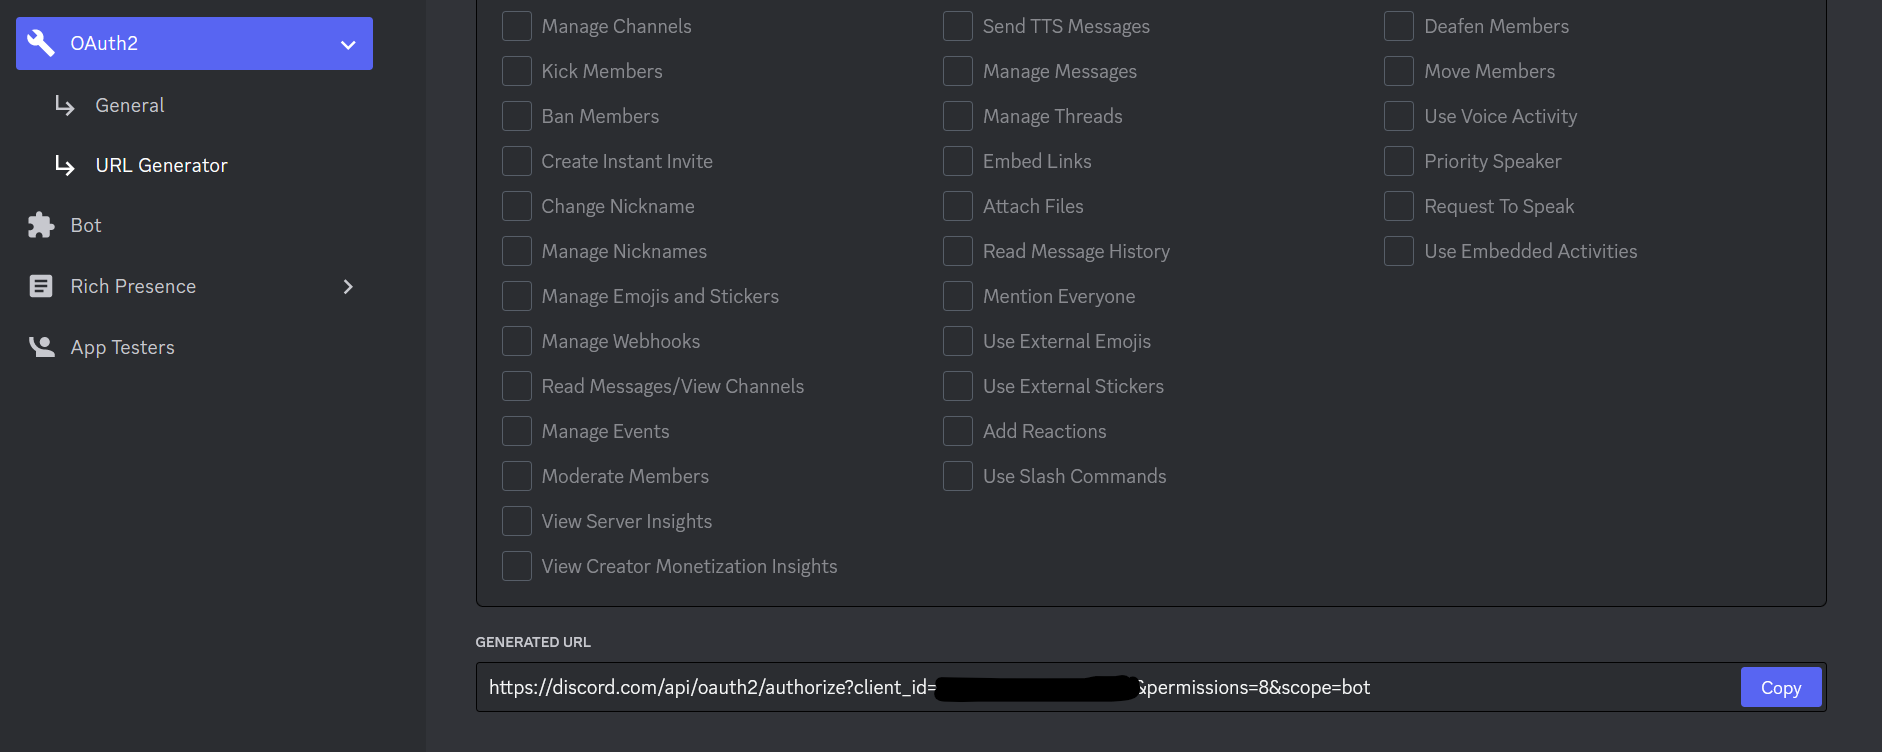 OAuth2
General
URL Generator
Bot
Rich Presence
App Testers
Manage Channels
Kick Members
Ban Members
Create Instant Invite
Change Nickname
Manage Nicknames
Manage Emojis and Stickers
Manage Webhooks
Read Messages/View Channels
Manage Events
Moderate Members
View Server Insights
View Creator Monetization Insights
Send TTS Messages
Manage Messages
Manage Threads
Embed Links
Attach Files
Read Message History
Mention Everyone
Use External Emojis
Use External Stickers
Add Reactions
Use Slash Commands
Deafen Members
Move Members
Use Voice Activity
Priority Speaker
Request To Speak
Use Embedded Activities
GENERATED URL
https://discord.com/api/oauth2/authorize?client_id= &permissions=8&scope=bot
Copy